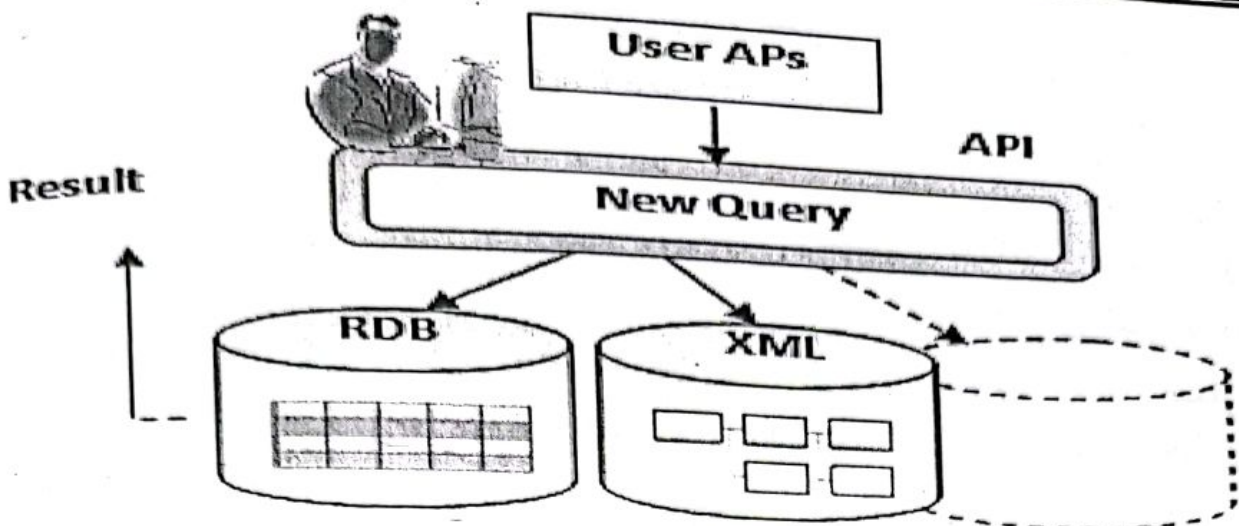 User APs
API
Result
New Query
RDB
XML